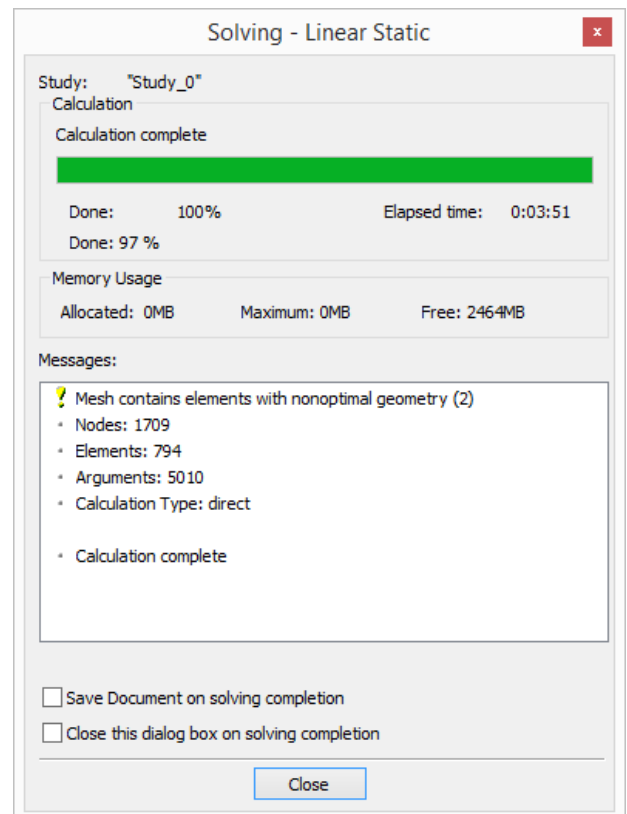 Solving - Linear Static
x
Study: "Study_0"
Calculation
Calculation complete
Done: 100% Elapsed time: 0:03:51
Done: 97 %
Memory Usage
Allocated: 0MB Maximum: 0MB Free: 2464MB
Messages:
Mesh contains elements with nonoptimal geometry (2)
Nodes: 1709
Elements: 794
Arguments: 5010
Calculation Type: direct
Calculation complete
Save Document on solving completion
Close this dialog box on solving completion
Close